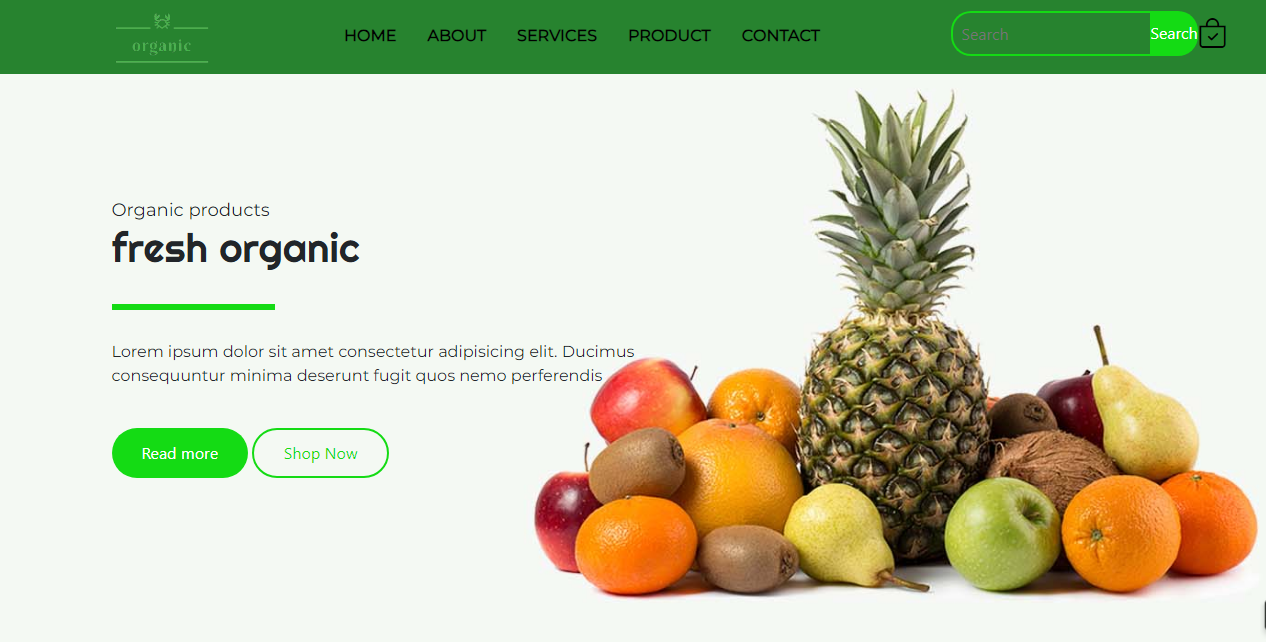 organic
HOME ABOUT SERVICES PRODUCT CONTACT
Search Search
Organic products
fresh organic
Lorem ipsum dolor sit amet consectetur adipisicing elit. Ducimus
consequuntur minima deserunt fugit quos nemo perferendis
Read more Shop Now